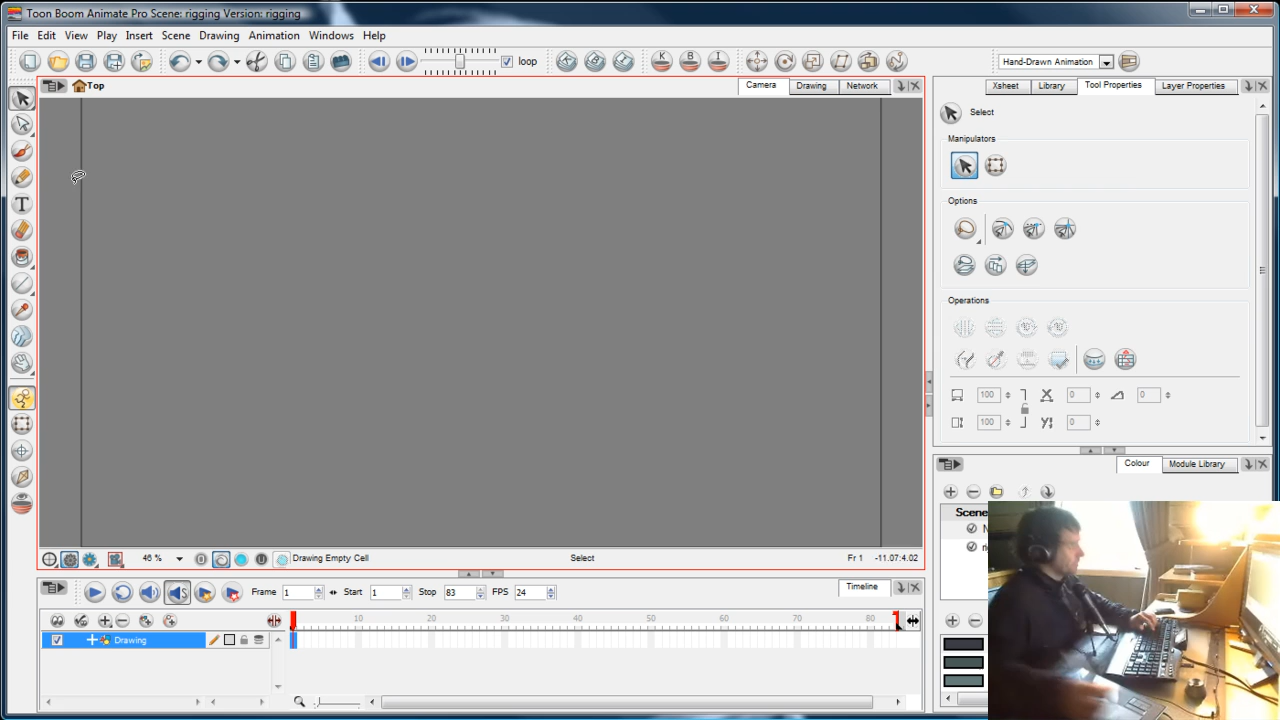 Toon Boom Animate Pro Scene: rigging Version: rigging
File Edit View Play Insert Scene Drawing Animation Windows Help
loop
K B I
Hand-Drawn Animation
Top
Camera Drawing Network
Xsheet Library Tool Properties Layer Properties
Select
Manipulators
Options
Operations
100 X 0 0
100 Y 0
T
46 % Drawing Empty Cell Select Fr 1 -11.07:4.02
Colour Module Library
Scene
N
Timeline
Frame 1 Start 1 Stop 83 FPS 24
10 20 30 40 50 60 70 80
Drawing